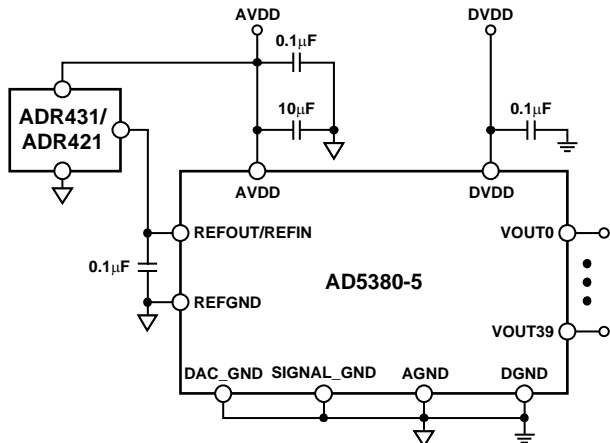 AVDD
DVDD
0.1µF
ADR431/
ADR421
10µF
0.1µF
AVDD
DVDD
REFOUT/REFIN
VOUT0
0.1µF
AD5380-5
REFGND
VOUT39
DAC_GND
SIGNAL_GND
AGND
DGND